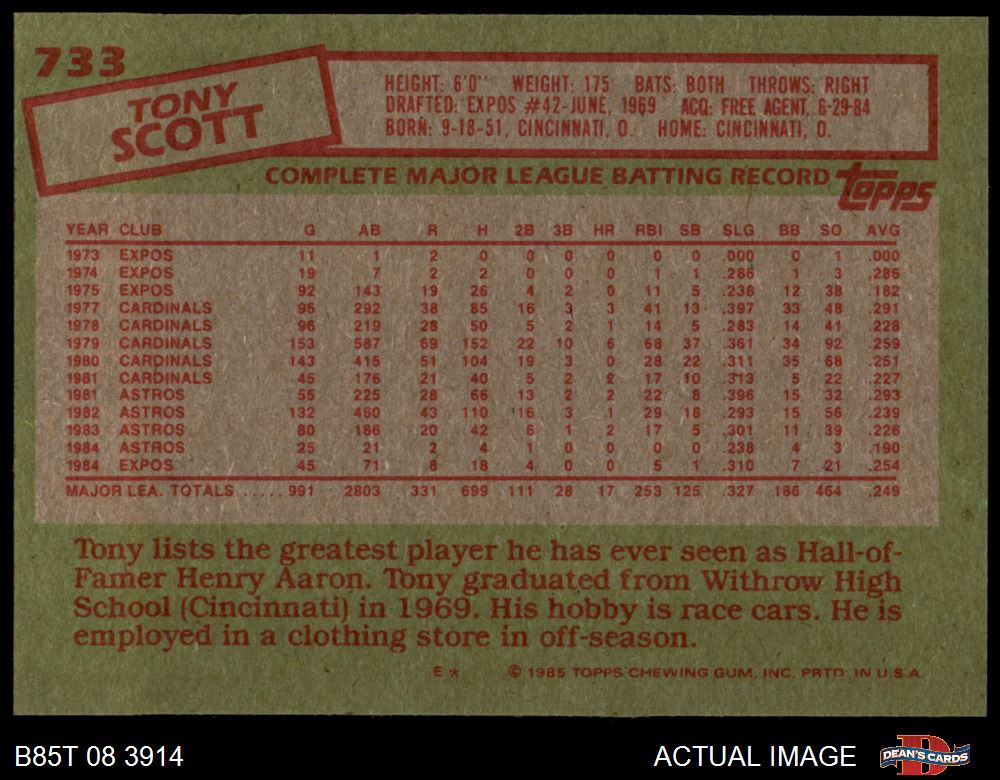 733
TONY
SCOTT
HEIGHT: 6'0" WEIGHT: 175 BATS: BOTH THROWS: RIGHT
DRAFTED: EXPOS #42-JUNE, 1969 ACQ: FREE AGENT, 6-29-84
BORN: 9-18-51, CINCINNATI, O. HOME: CINCINNATI, O.
COMPLETE MAJOR LEAGUE BATTING RECORD topps
YEAR CLUB G AB R H 2B 3B HR RBI SB SLG BB SO AVG
1973 EXPOS 11 1 2 0 0 0 0 0 0 .000 0 1 .000
1974 EXPOS 19 7 2 2 0 0 0 1 1 .286 1 3 .286
1975 EXPOS 92 143 19 26 4 2 0 11 5 .238 12 38 .182
1977 CARDINALS 95 292 38 85 16 3 3 41 13 .397 33 48 .291
1978 CARDINALS 96 219 28 50 5 2 1 14 5 .283 14 41 .228
1979 CARDINALS 153 587 69 152 22 10 6 68 37 .361 34 92 .259
1980 CARDINALS 143 415 51 104 19 3 0 28 22 .311 35 68 .251
1981 CARDINALS 45 176 21 40 5 2 2 17 10 .313 5 22 .227
1981 ASTROS 55 225 28 66 13 2 2 22 8 .396 15 32 .293
1982 ASTROS 132 460 43 110 16 3 1 29 18 .293 15 56 .239
1983 ASTROS 80 186 20 42 6 1 2 17 5 .301 11 39 .226
1984 ASTROS 25 21 2 4 1 0 0 0 0 .238 4 3 .190
1984 EXPOS 45 71 8 18 4 0 0 5 1 .310 7 21 .254
MAJOR LEA. TOTALS ..... 991 2803 331 699 111 28 17 253 125 .327 186 464 .249
Tony lists the greatest player he has ever seen as Hall-of-
Famer Henry Aaron. Tony graduated from Withrow High
School (Cincinnati) in 1969. His hobby is race cars. He is
employed in a clothing store in off-season.
E * © 1985 TOPPS CHEWING GUM, INC. PRTD. IN U.S.A.
B85T 08 3914 ACTUAL IMAGE DEAN'S CARDS